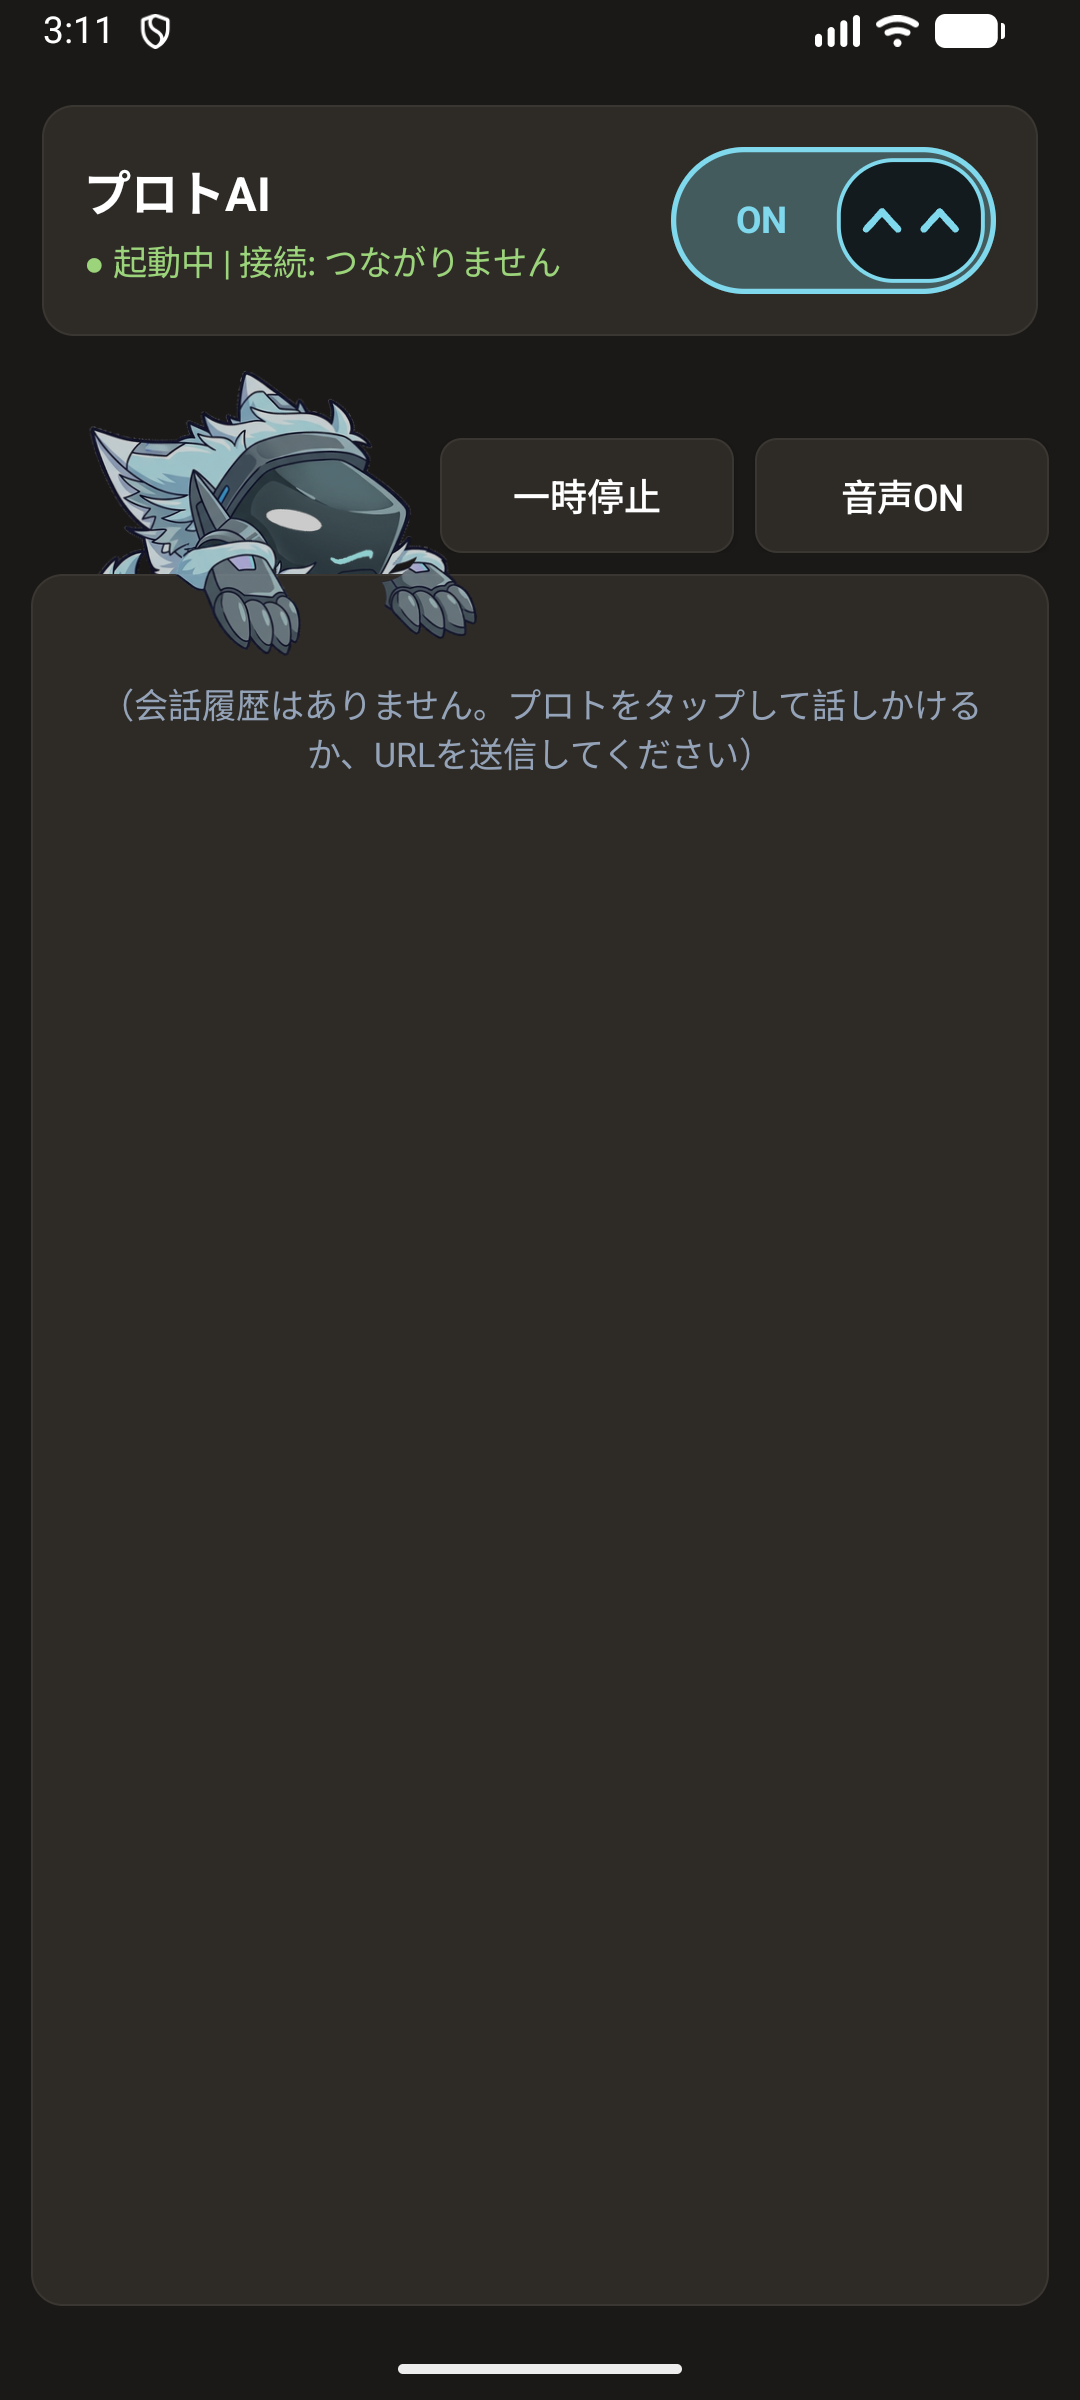 3:11
プロトAI
ON
● 起動中 | 接続: つながりません
一時停止
音声ON
（会話履歴はありません。プロトをタップして話しかける
か、URLを送信してください）